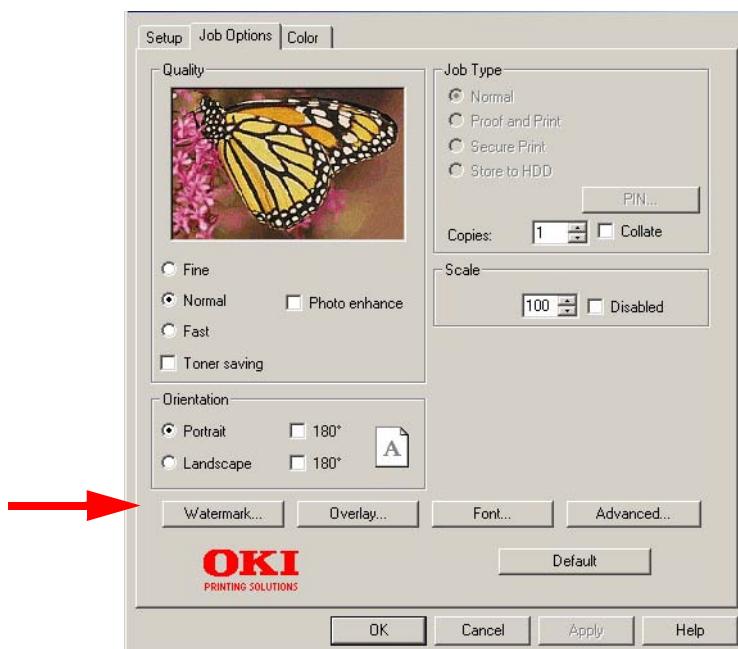 Setup Job Options Color
Quality
Fine
Normal Photo enhance
Fast
Toner saving
Orientation
Portrait 180°
A
Landscape 180°
Job Type
Normal
Proof and Print
Secure Print
Store to HDD
PIN...
Copies: 1 Collate
Scale
100 Disabled
Watermark... Overlay... Font... Advanced...
OKI
PRINTING SOLUTIONS
Default
OK Cancel Apply Help